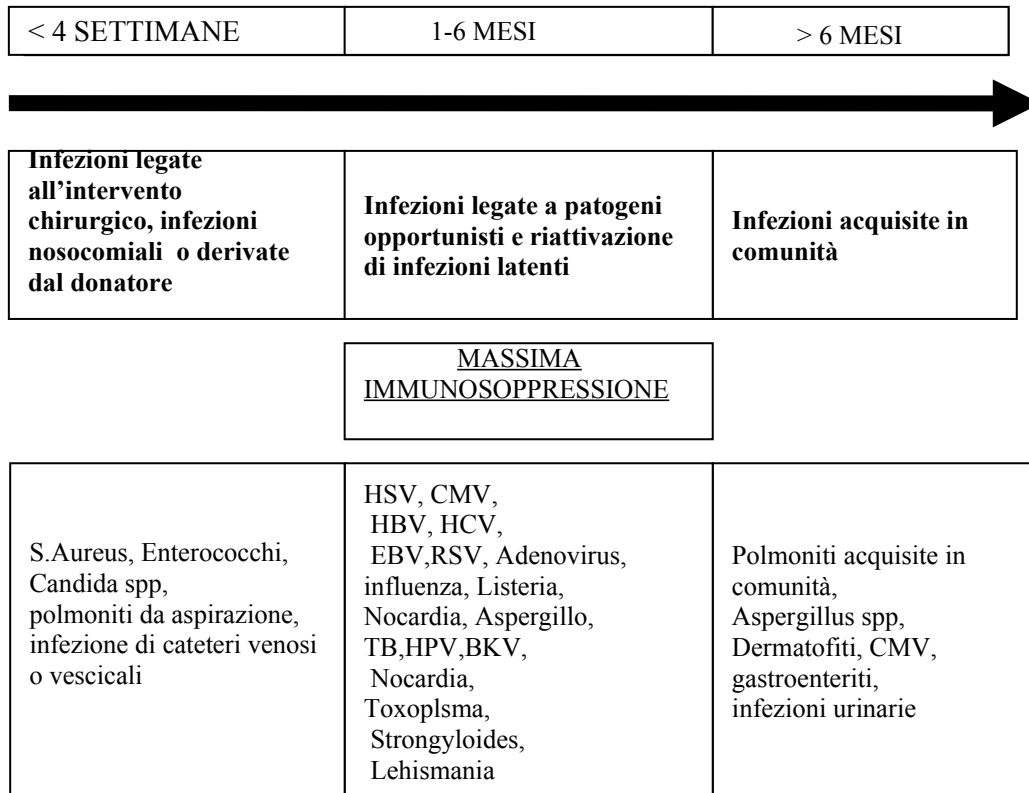 < 4 SETTIMANE
1-6 MESI
> 6 MESI
Infezioni legate
all’intervento
chirurgico, infezioni
nosocomiali o derivate
dal donatore
Infezioni legate a patogeni
opportunisti e riattivazione
di infezioni latenti
Infezioni acquisite in
comunità
MASSIMA
IMMUNOSOPPRESSIONE
S.Aureus, Enterococchi,
Candida spp,
polmoniti da aspirazione,
infezione di cateteri venosi
o vescicali
HSV, CMV,
HBV, HCV,
EBV,RSV, Adenovirus,
influenza, Listeria,
Nocardia, Aspergillo,
TB,HPV,BKV,
Nocardia,
Toxoplsma,
Strongyloides,
Lehismania
Polmoniti acquisite in
comunità,
Aspergillus spp,
Dermatofiti, CMV,
gastroenteriti,
infezioni urinarie